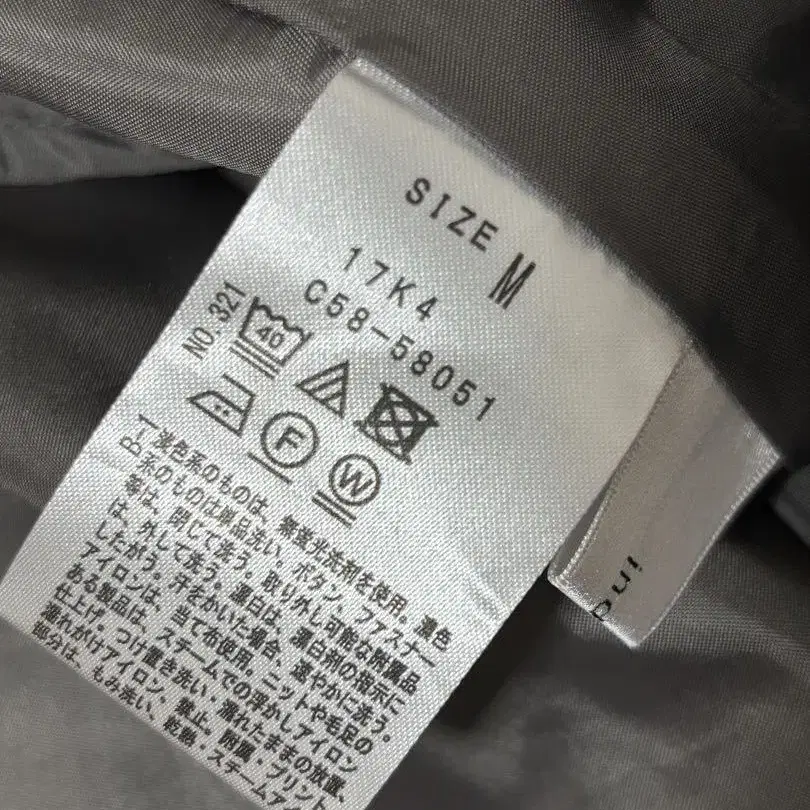 SIZE M
17K4
C58-58051
NO.321
40
F
W
B-1
淡色系のものは、無蛍光洗剤を使用。濃色
系のものは単品洗い、ボタン、ファスナー
等は、閉じて洗う。取り外し可能な附属品
は、外して洗う。漂白は、漂白剤の指示に
したがう。汗をかいた場合、速やかに洗う。
アイロンは、当て布使用。ニットや毛足の
ある製品は、スチームでの浮かしアイロン
仕上げ。つけ置き洗い・濡れたままの放置、
濡れがけアイロン、禁止。附属・プリント
部分は、もみ洗い、乾熱・スチームアイ